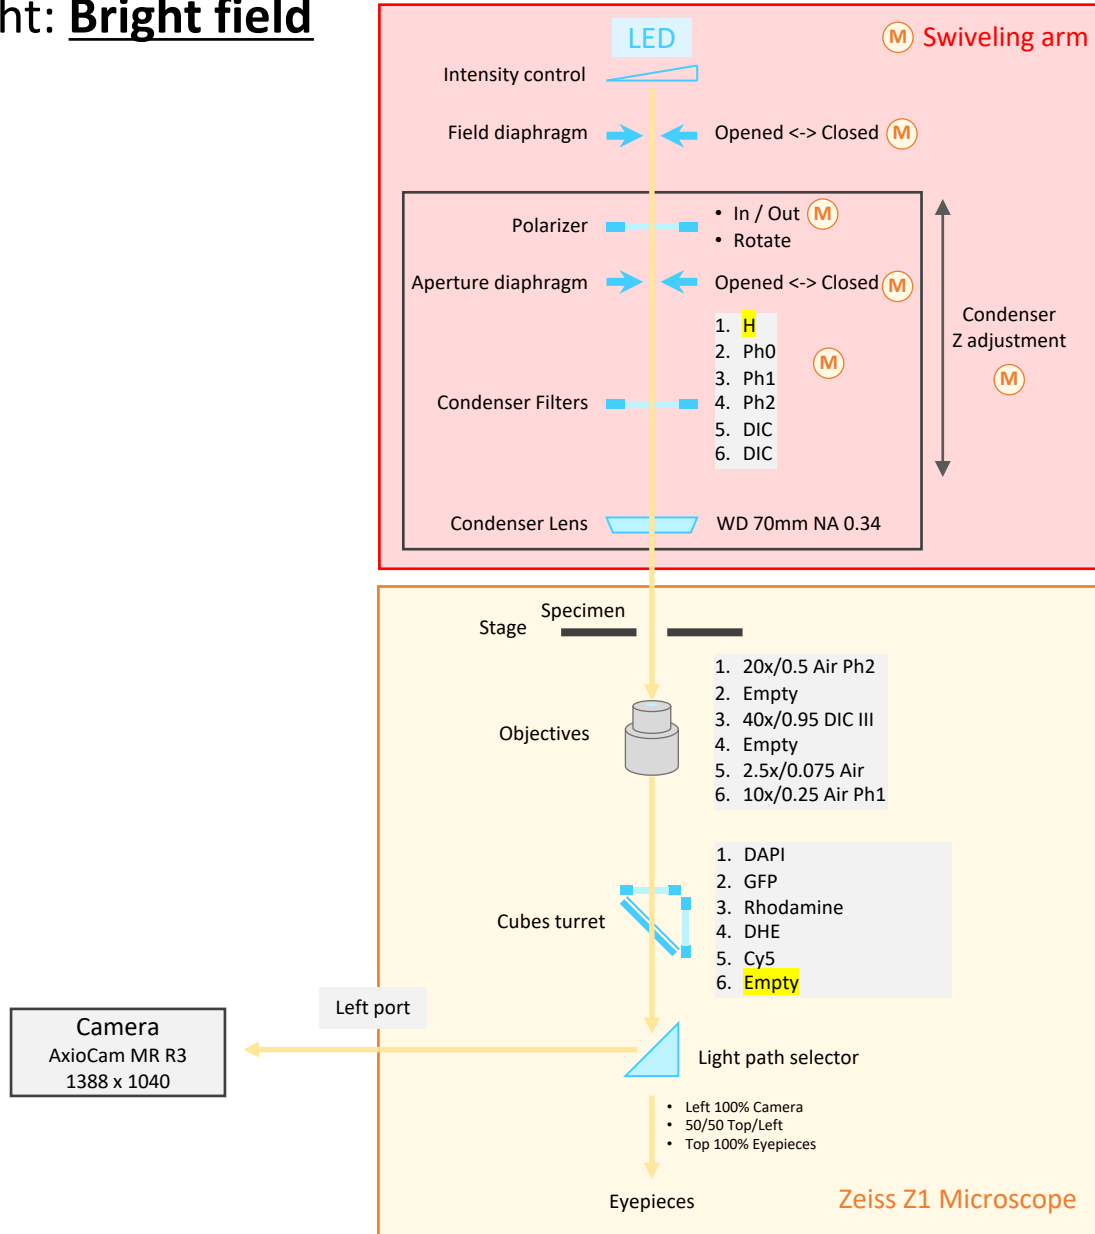 ht: Bright field
LED
M Swiveling arm
Intensity control
Field diaphragm
Opened <-> Closed M
Polarizer
• In / Out M
• Rotate
Aperture diaphragm
Opened <-> Closed M
Condenser
Z adjustment
M
Condenser Filters
1. H
2. Ph0
3. Ph1
4. Ph2
5. DIC
6. DIC
M
Condenser Lens
WD 70mm NA 0.34
Specimen
Stage
Objectives
1. 20x/0.5 Air Ph2
2. Empty
3. 40x/0.95 DIC III
4. Empty
5. 2.5x/0.075 Air
6. 10x/0.25 Air Ph1
Cubes turret
1. DAPI
2. GFP
3. Rhodamine
4. DHE
5. Cy5
6. Empty
Left port
Camera
AxioCam MR R3
1388 x 1040
Light path selector
• Left 100% Camera
• 50/50 Top/Left
• Top 100% Eyepieces
Eyepieces
Zeiss Z1 Microscope